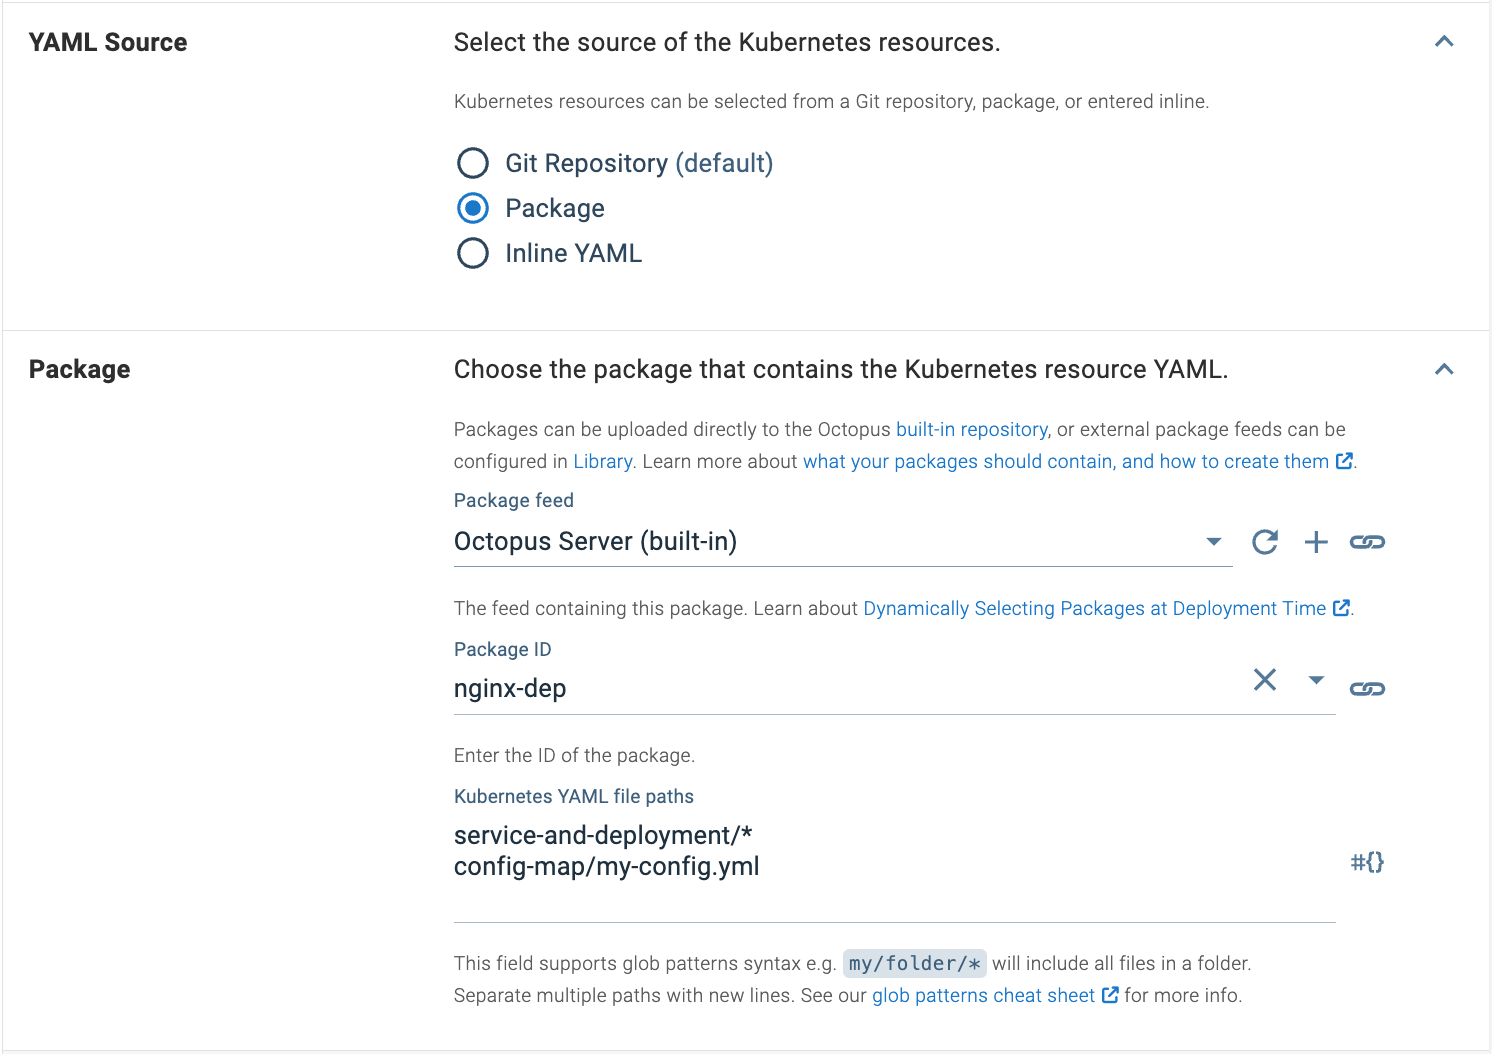 YAML Source
Select the source of the Kubernetes resources.
Kubernetes resources can be selected from a Git repository, package, or entered inline.
Git Repository (default)
Package
Inline YAML
Package
Choose the package that contains the Kubernetes resource YAML.
Packages can be uploaded directly to the Octopus built-in repository, or external package feeds can be
configured in Library. Learn more about what your packages should contain, and how to create them.
Package feed
Octopus Server (built-in)
The feed containing this package. Learn about Dynamically Selecting Packages at Deployment Time.
Package ID
nginx-dep
Enter the ID of the package.
Kubernetes YAML file paths
service-and-deployment/*
config-map/my-config.yml
#{}
This field supports glob patterns syntax e.g. my/folder/* will include all files in a folder.
Separate multiple paths with new lines. See our glob patterns cheat sheet for more info.